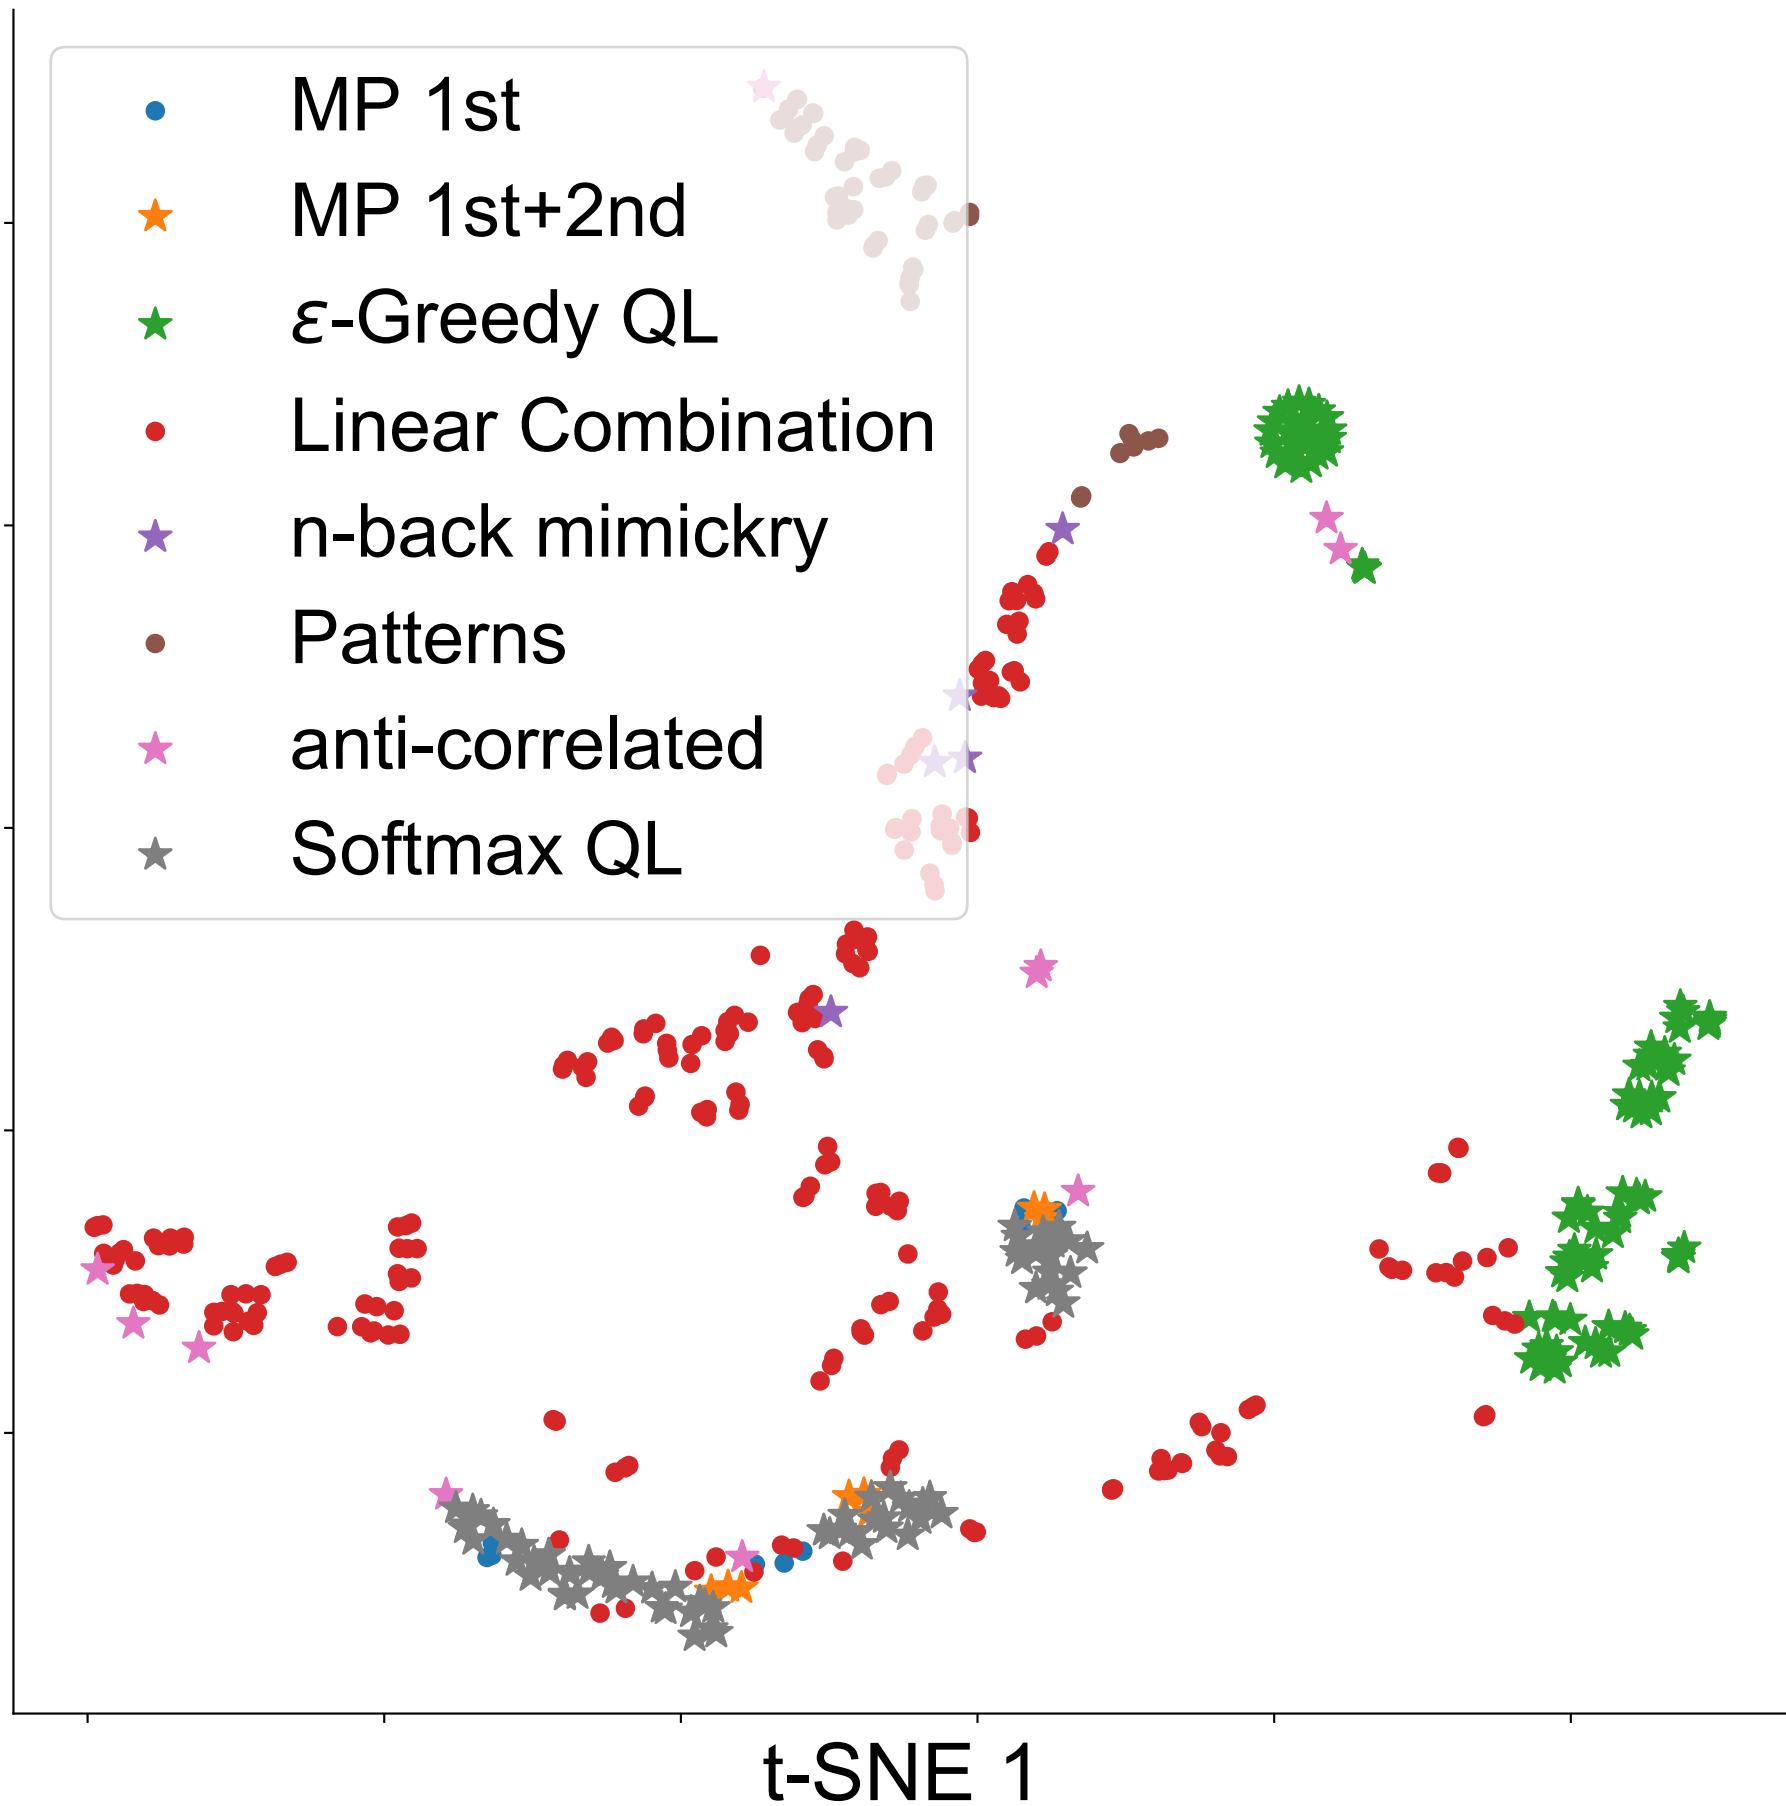 MP 1st
MP 1st+2nd
ε-Greedy QL
Linear Combination
n-back mimickry
Patterns
anti-correlated
Softmax QL
t-SNE 1